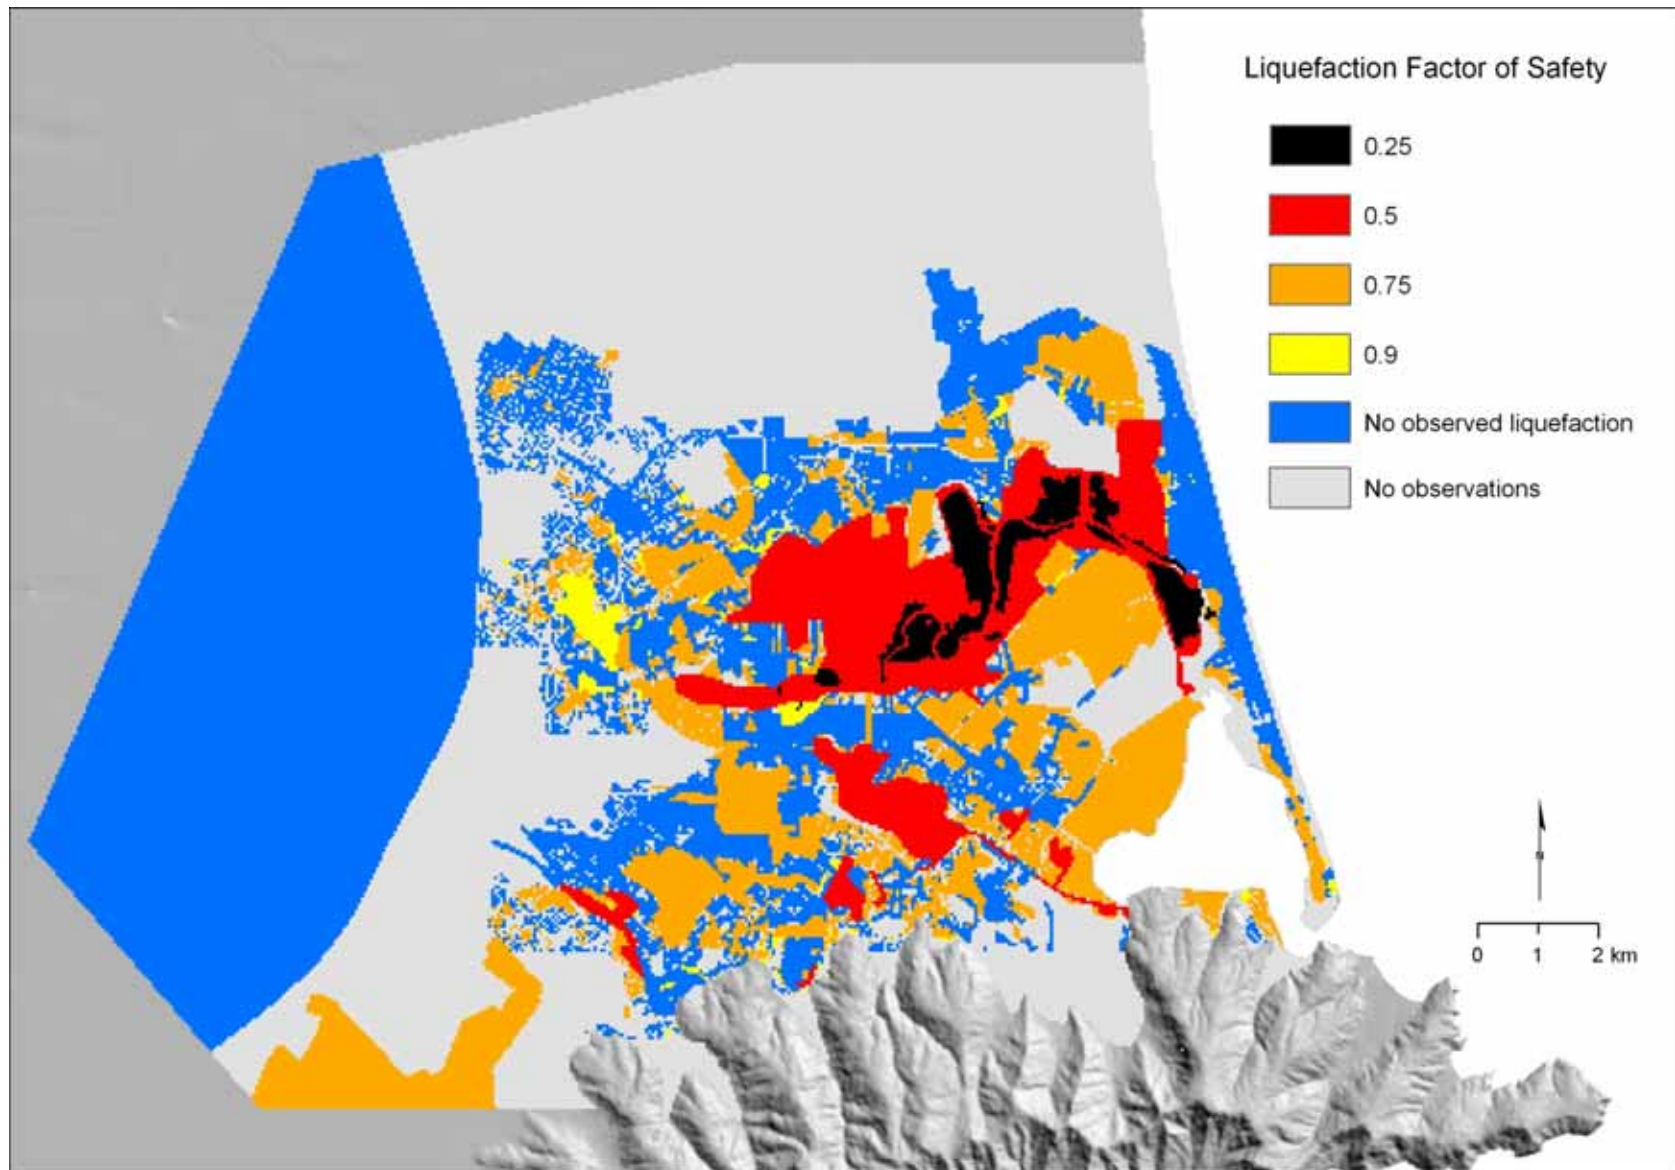 Liquefaction Factor of Safety
0.25
0.5
0.75
0.9
No observed liquefaction
No observations
N
0 1 2 km